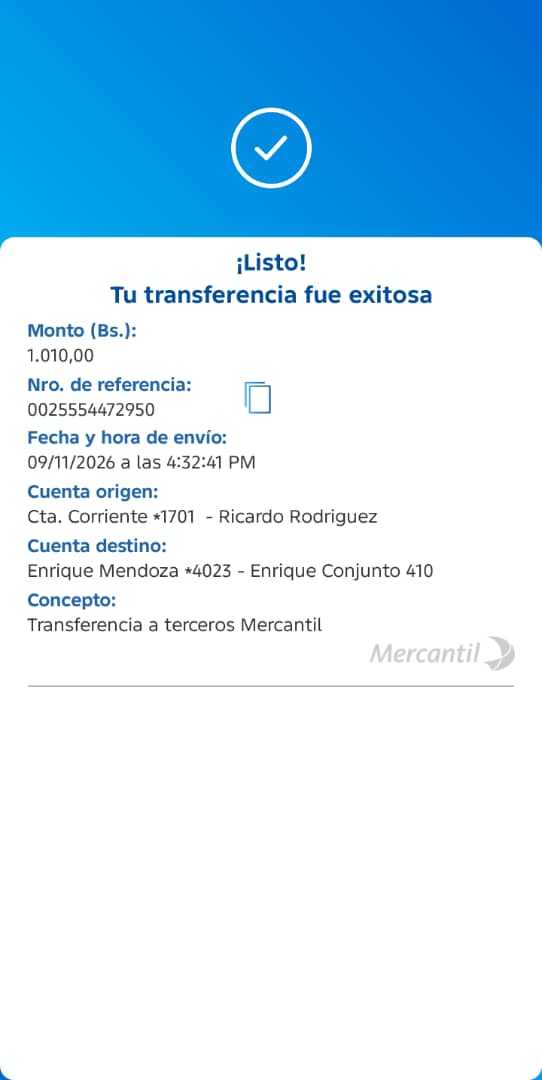 ¡Listo!
Tu transferencia fue exitosa
Monto (Bs.):
1.010,00
Nro. de referencia:
0025554472950
Fecha y hora de envío:
09/11/2026 a las 4:32:41 PM
Cuenta origen:
Cta. Corriente *1701 - Ricardo Rodriguez
Cuenta destino:
Enrique Mendoza *4023 - Enrique Conjunto 410
Concepto:
Transferencia a terceros Mercantil
Mercantil